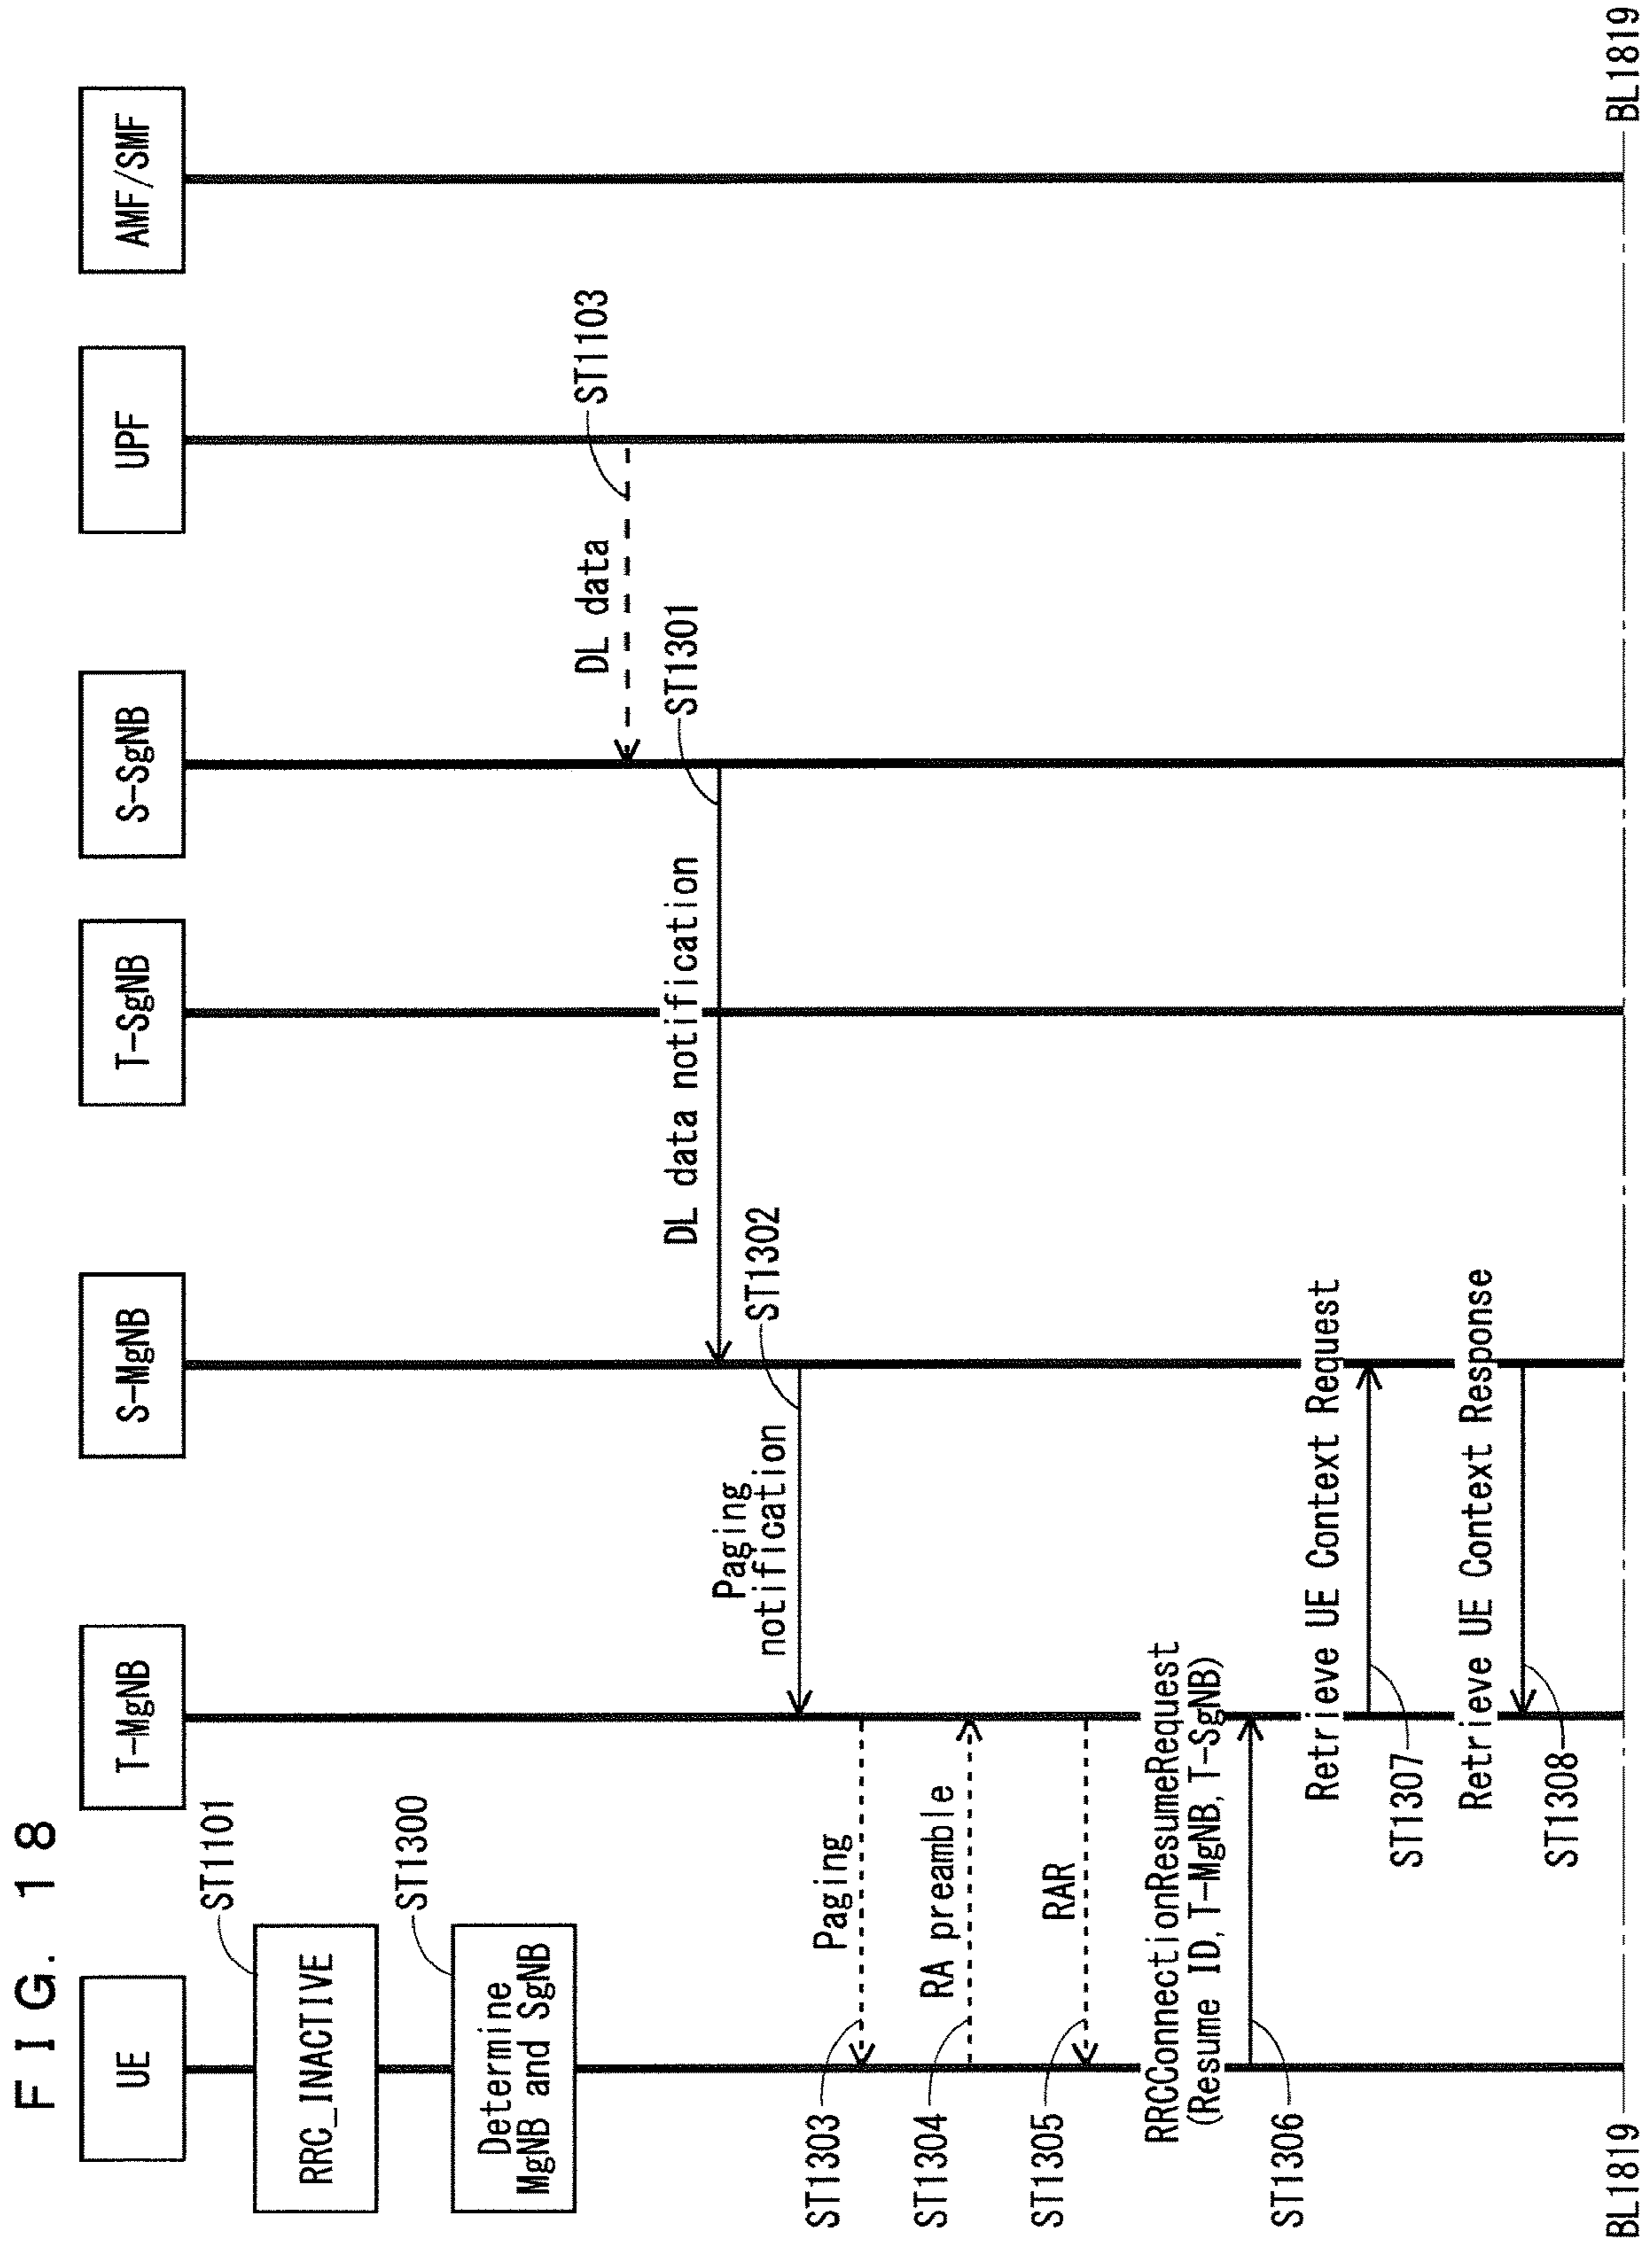 FIG. 18
UE
T-MgNB
S-MgNB
T-SgNB
S-SgNB
UPF
AMF/SMF
RRC_INACTIVE
ST1101
Determine
MgNB and SgNB
ST1300
DL data
ST1103
DL data notification
ST1301
Paging
notification
ST1302
ST1303
Paging
ST1304
RA preamble
ST1305
RAR
RRCConnectionResumeRequest
(Resume ID, T-MgNB, T-SgNB)
ST1306
Retrieve UE Context Request
ST1307
Retrieve UE Context Response
ST1308
BL1819
BL1819